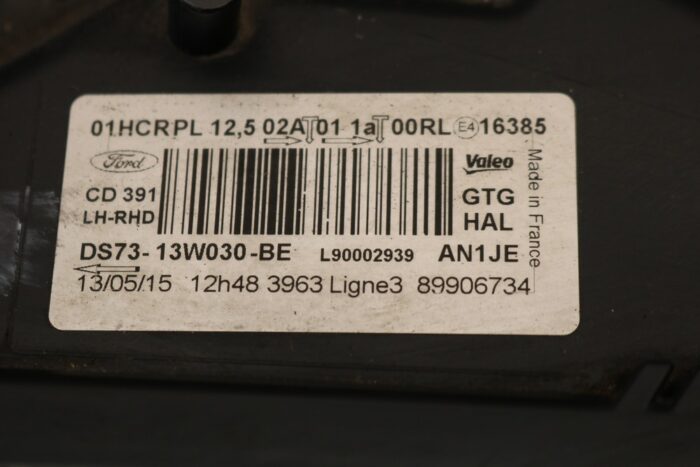 01HCRPL 12,5 02A 01 1a 00RL E4 16385
Ford
Valeo
CD 391
LH-RHD
GTG
HAL
Made in France
DS73-13W030-BE L90002939 AN1JE
13/05/15 12h48 3963 Ligne3 89906734